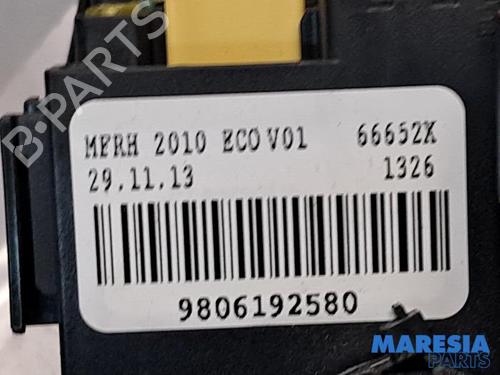 MFRH 2010 ECO V01 66652X
29.11.13 1326
9806192580
B-PARTS
MARESIA
PARTS